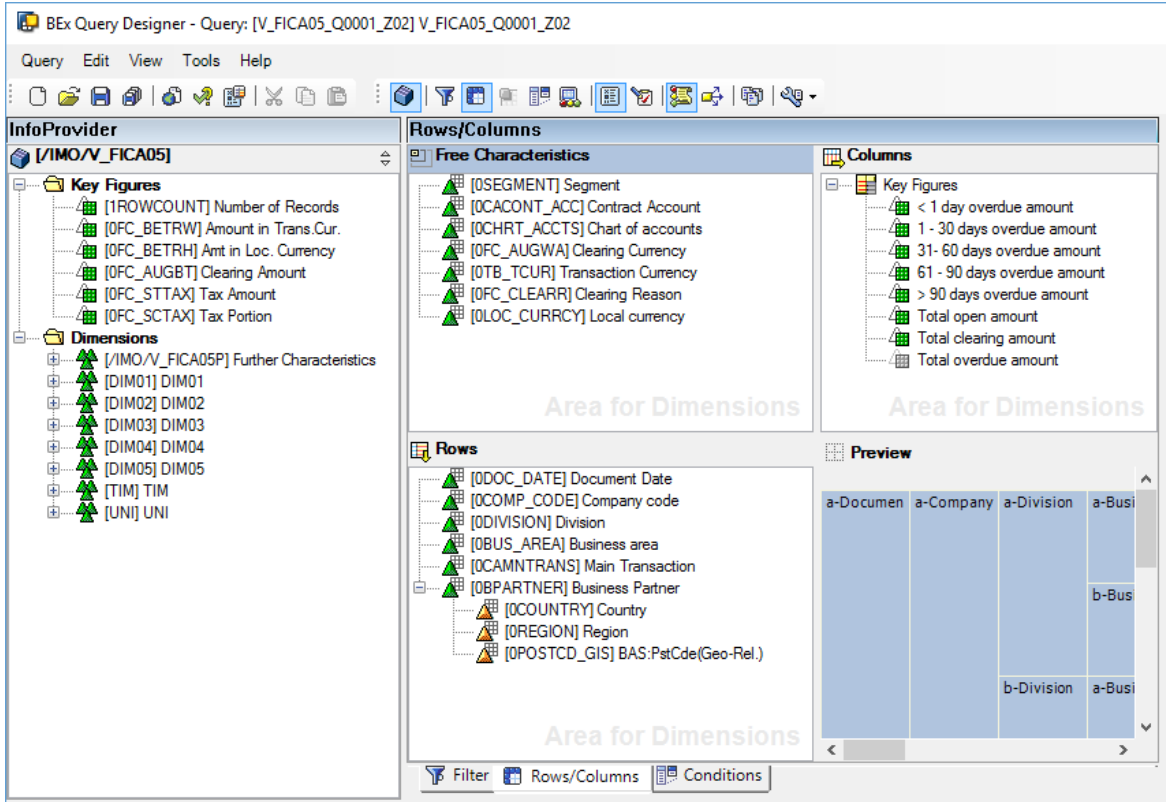 BEx Query Designer - Query: [V_FICA05_Q0001_Z02] V_FICA05_Q0001_Z02
Query Edit View Tools Help
InfoProvider
[/IMO/V_FICA05]
Key Figures
[1ROWCOUNT] Number of Records
[0FC_BETRW] Amount in Trans.Cur.
[0FC_BETRH] Amt in Loc. Currency
[0FC_AUGBT] Clearing Amount
[0FC_STTAX] Tax Amount
[0FC_SCTAX] Tax Portion
Dimensions
[/IMO/V_FICA05P] Further Characteristics
[DIM01] DIM01
[DIM02] DIM02
[DIM03] DIM03
[DIM04] DIM04
[DIM05] DIM05
[TIM] TIM
[UNI] UNI
Rows/Columns
Free Characteristics
[0SEGMENT] Segment
[0CACONT_ACC] Contract Account
[0CHRT_ACCTS] Chart of accounts
[0FC_AUGWA] Clearing Currency
[0TB_TCUR] Transaction Currency
[0FC_CLEARR] Clearing Reason
[0LOC_CURRCY] Local currency
Area for Dimensions
Columns
Key Figures
< 1 day overdue amount
1 - 30 days overdue amount
31- 60 days overdue amount
61 - 90 days overdue amount
> 90 days overdue amount
Total open amount
Total clearing amount
Total overdue amount
Area for Dimensions
Rows
[0DOC_DATE] Document Date
[0COMP_CODE] Company code
[0DIVISION] Division
[0BUS_AREA] Business area
[0CAMNTRANS] Main Transaction
[0BPARTNER] Business Partner
[0COUNTRY] Country
[0REGION] Region
[0POSTCD_GIS] BAS:PstCde(Geo-Rel.)
Area for Dimensions
Preview
a-Documen a-Company a-Division a-Busi
b-Bus
b-Division a-Busi
Filter Rows/Columns Conditions